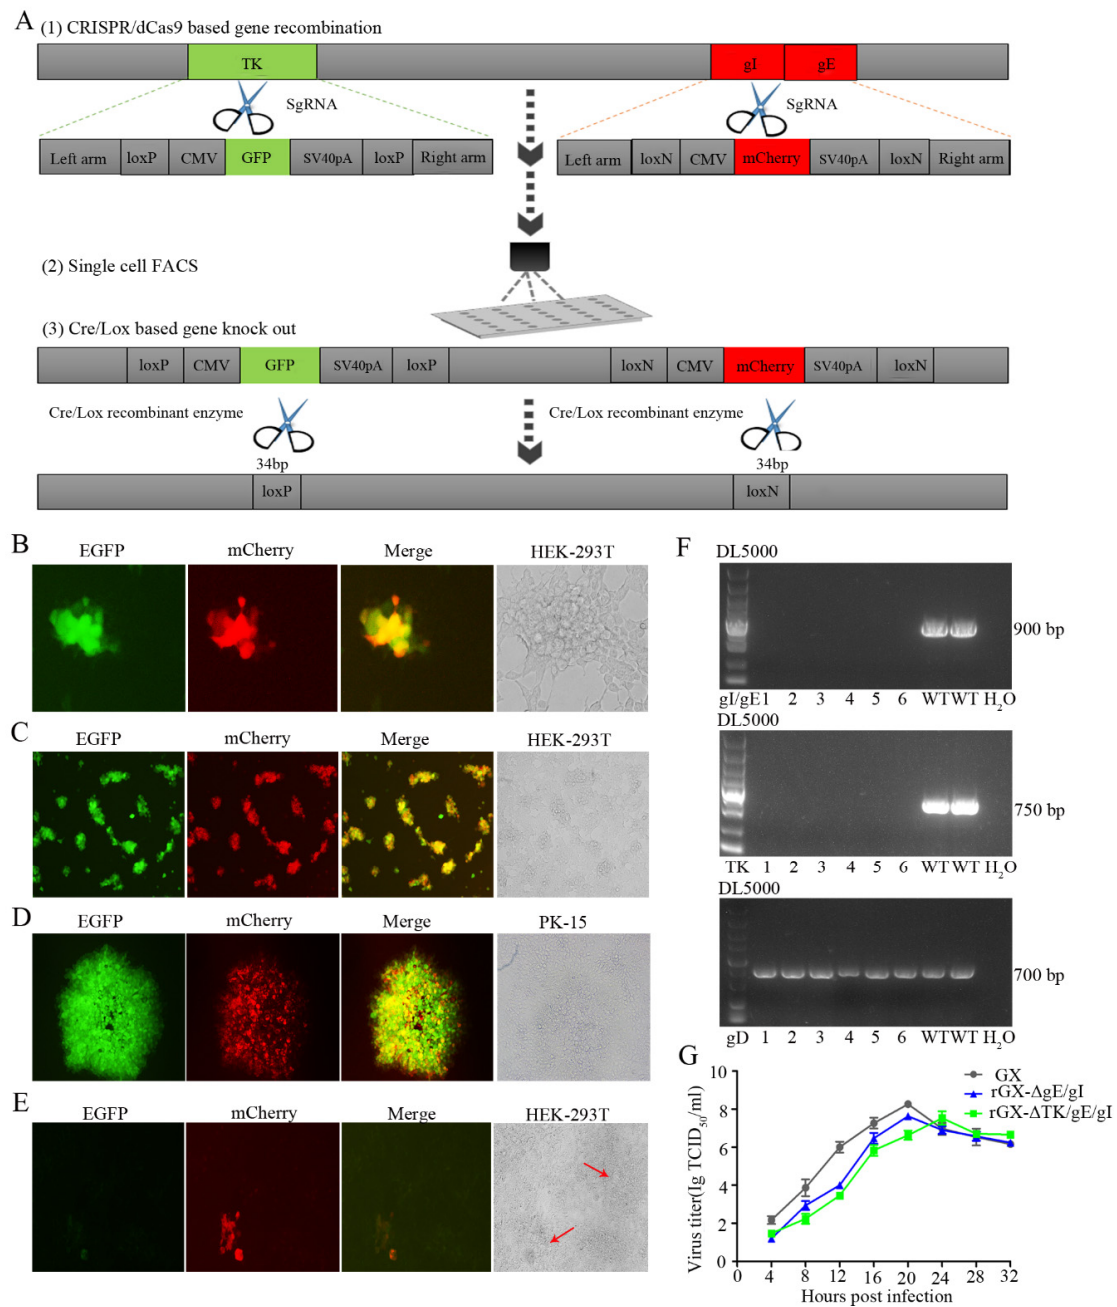 A
(1) CRISPR/dCas9 based gene recombination
TK gI gE
SgRNA SgRNA
Left arm loxP CMV GFP SV40pA loxP Right arm
Left arm loxN CMV mCherry SV40pA loxN Right arm
(2) Single cell FACS
(3) Cre/Lox based gene knock out
loxP CMV GFP SV40pA loxP loxN CMV mCherry SV40pA loxN
Cre/Lox recombinant enzyme Cre/Lox recombinant enzyme
34bp 34bp
loxP loxN
B
EGFP mCherry Merge HEK-293T
C
EGFP mCherry Merge HEK-293T
D
EGFP mCherry Merge PK-15
E
EGFP mCherry Merge HEK-293T
F
DL5000
900 bp
gI/gE 1 2 3 4 5 6 WT WT H₂O
DL5000
750 bp
TK 1 2 3 4 5 6 WT WT H₂O
DL5000
700 bp
gD 1 2 3 4 5 6 WT WT H₂O
G
GX
rGX-ΔgE/gI
rGX-ΔTK/gE/gI
Virus titer(Ig TCID₅₀/ml)
10
8
6
4
2
0
0 4 8 12 16 20 24 28 32
Hours post infection